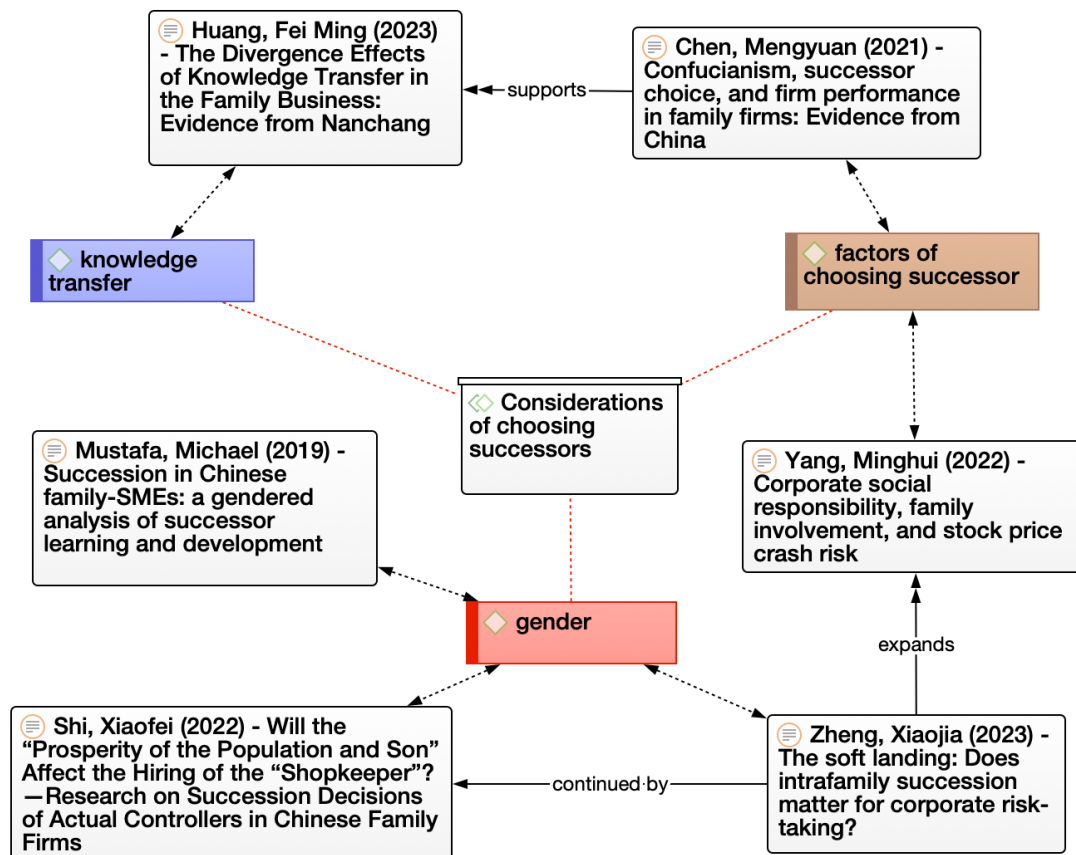 Huang, Fei Ming (2023)
- The Divergence Effects
of Knowledge Transfer in
the Family Business:
Evidence from Nanchang
supports
Chen, Mengyuan (2021) -
Confucianism, successor
choice, and firm performance
in family firms: Evidence from
China
knowledge
transfer
factors of
choosing successor
Considerations
of choosing
successors
Mustafa, Michael (2019) -
Succession in Chinese
family-SMEs: a gendered
analysis of successor
learning and development
Yang, Minghui (2022) -
Corporate social
responsibility, family
involvement, and stock price
crash risk
gender
expands
Shi, Xiaofei (2022) - Will the
“Prosperity of the Population and Son”
Affect the Hiring of the “Shopkeeper”?
—Research on Succession Decisions
of Actual Controllers in Chinese Family
Firms
continued by
Zheng, Xiaojia (2023) -
The soft landing: Does
intrafamily succession
matter for corporate risk-
taking?